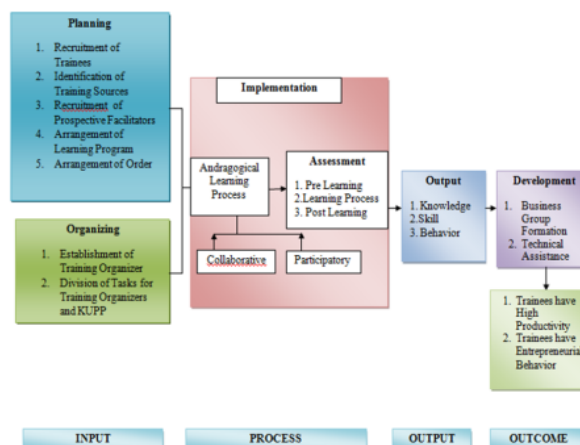 Planning
1. Recruitment of
Trainees
2. Identification of
Training Sources
3. Recruitment of
Prospective Facilitators
4. Arrangement of
Learning Program
5. Arrangement of Order
Organizing
1. Establishment of
Training Organizer
2. Division of Tasks for
Training Organizers
and KUPP
Implementation
Andragogical
Learning
Process
Assessment
1. Pre Learning
2.Learning Process
3. Post Learning
Collaborative
Participatory
Output
1. Knowledge
2.Skill
3. Behavior
Development
1. Business
Group
Formation
2. Technical
Assistance
1. Trainees have
High
Productivity
2. Trainees have
Entrepreneuria
Behavior
INPUT
PROCESS
OUTPUT
OUTCOME